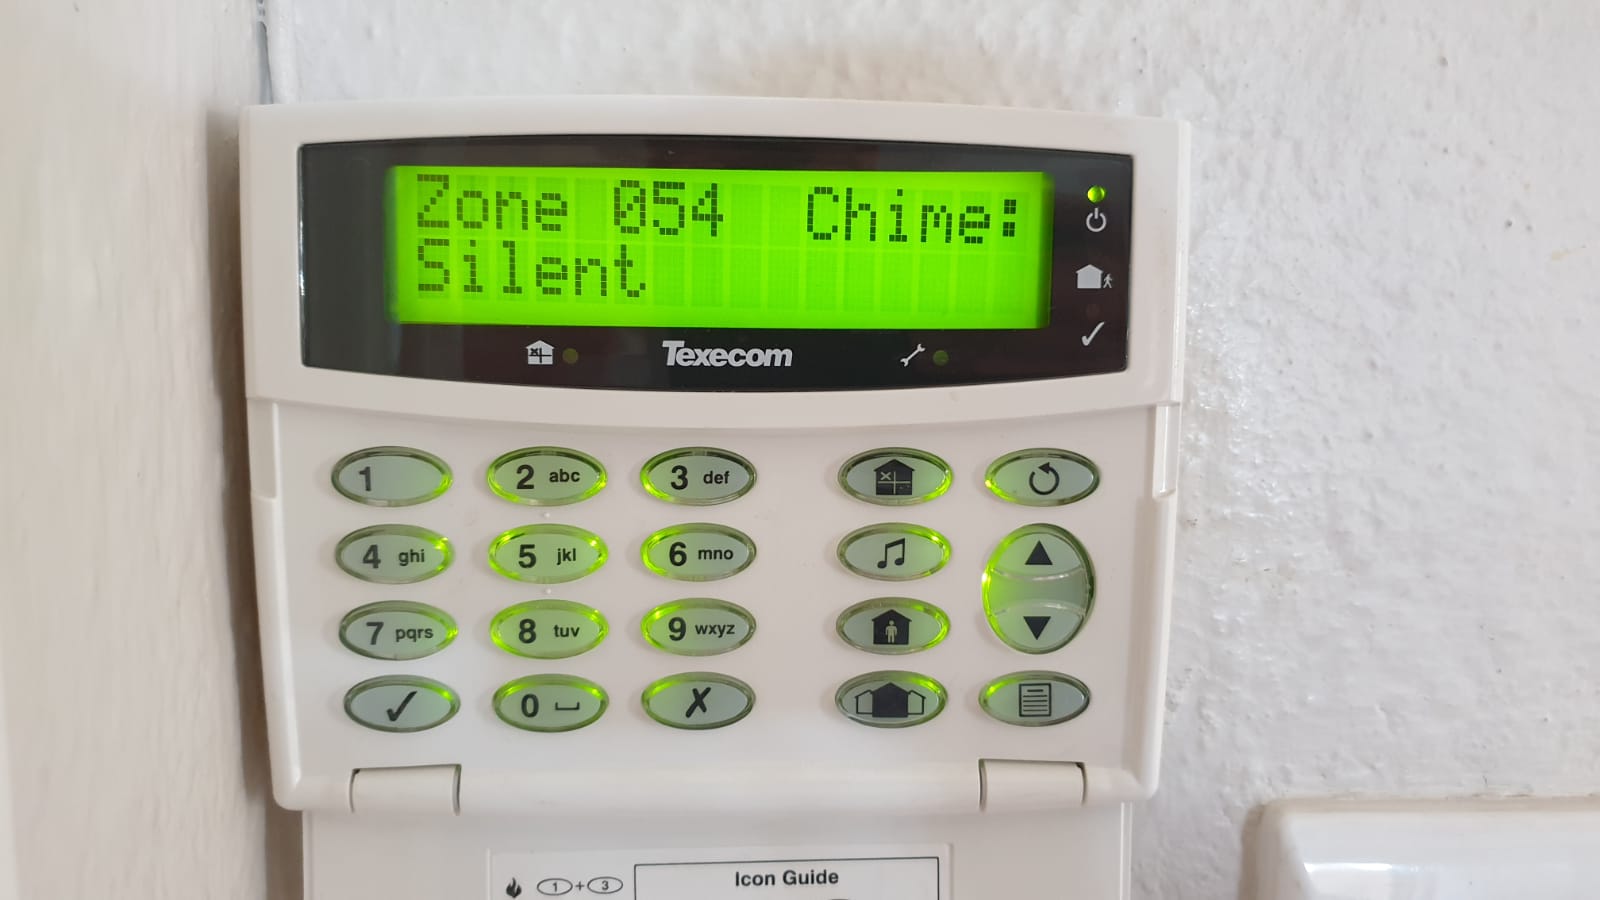 Zone 054 Chime:
Silent
Texecom
1
2 abc
3 def
4 ghi
5 jkl
6 mno
7 pqrs
8 tuv
9 wxyz
0
1 + 3
Icon Guide